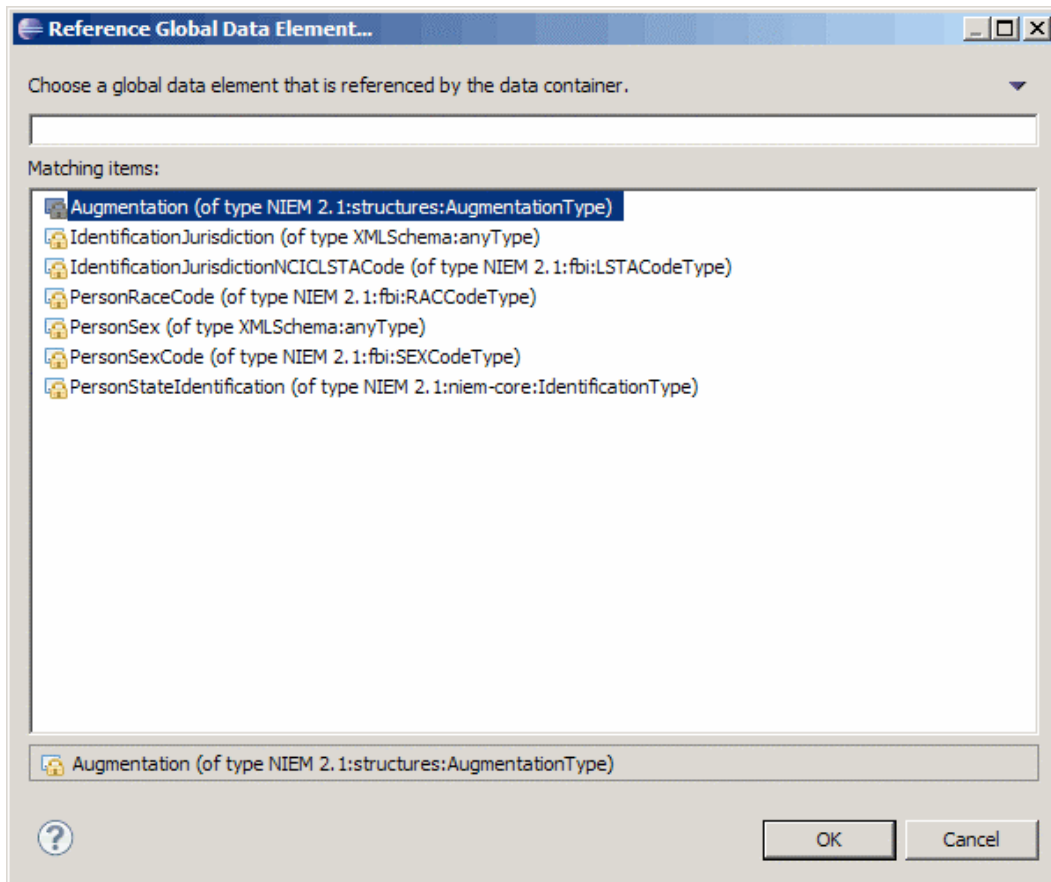 Reference Global Data Element...
Choose a global data element that is referenced by the data container.
Matching items:
Augmentation (of type NIEM 2.1:structures:AugmentationType)
IdentificationJurisdiction (of type XMLSchema:anyType)
IdentificationJurisdictionNCICLSTACode (of type NIEM 2.1:fbi:LSTACodeType)
PersonRaceCode (of type NIEM 2.1:fbi:RACCodeType)
PersonSex (of type XMLSchema:anyType)
PersonSexCode (of type NIEM 2.1:fbi:SEXCodeType)
PersonStateIdentification (of type NIEM 2.1:niem-core:IdentificationType)
Augmentation (of type NIEM 2.1:structures:AugmentationType)
?
OK
Cancel